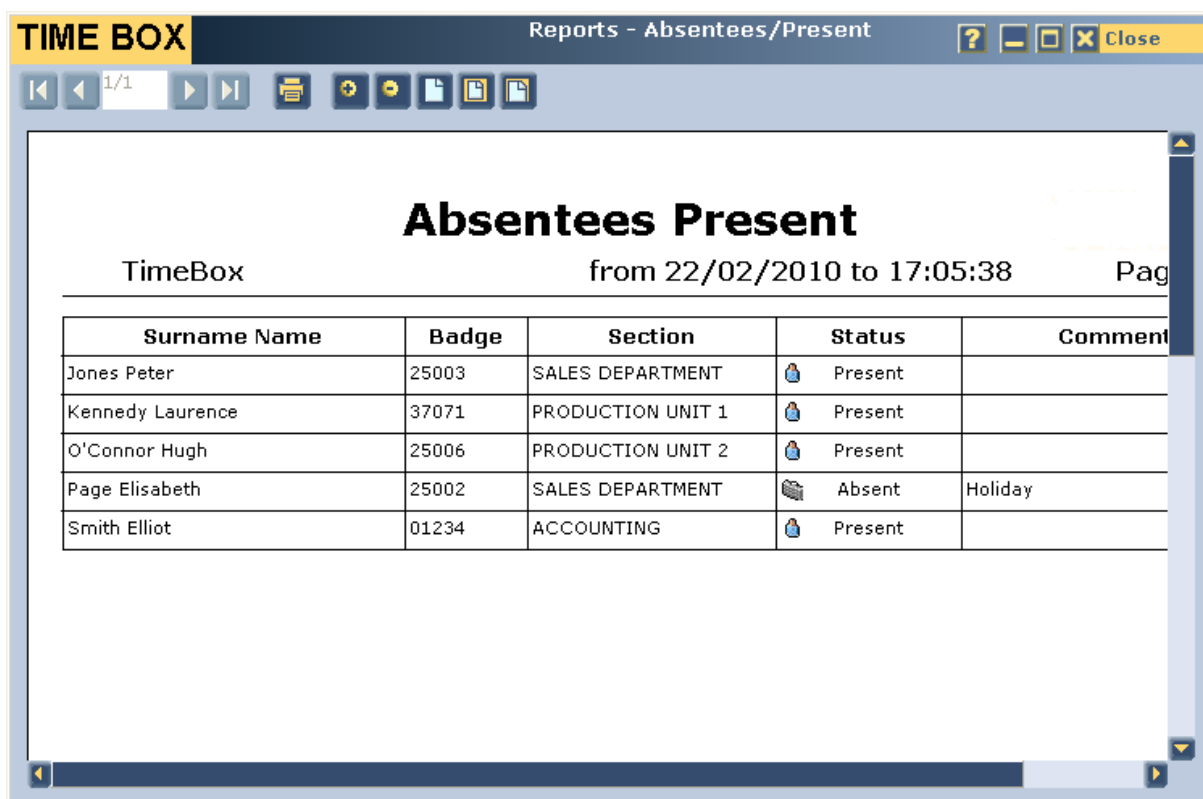 TIME BOX Reports - Absentees/Present ? Close
1/1
Absentees Present
TimeBox from 22/02/2010 to 17:05:38 Pag
Surname Name Badge Section Status Comment
Jones Peter 25003 SALES DEPARTMENT Present
Kennedy Laurence 37071 PRODUCTION UNIT 1 Present
O'Connor Hugh 25006 PRODUCTION UNIT 2 Present
Page Elisabeth 25002 SALES DEPARTMENT Absent Holiday
Smith Elliot 01234 ACCOUNTING Present